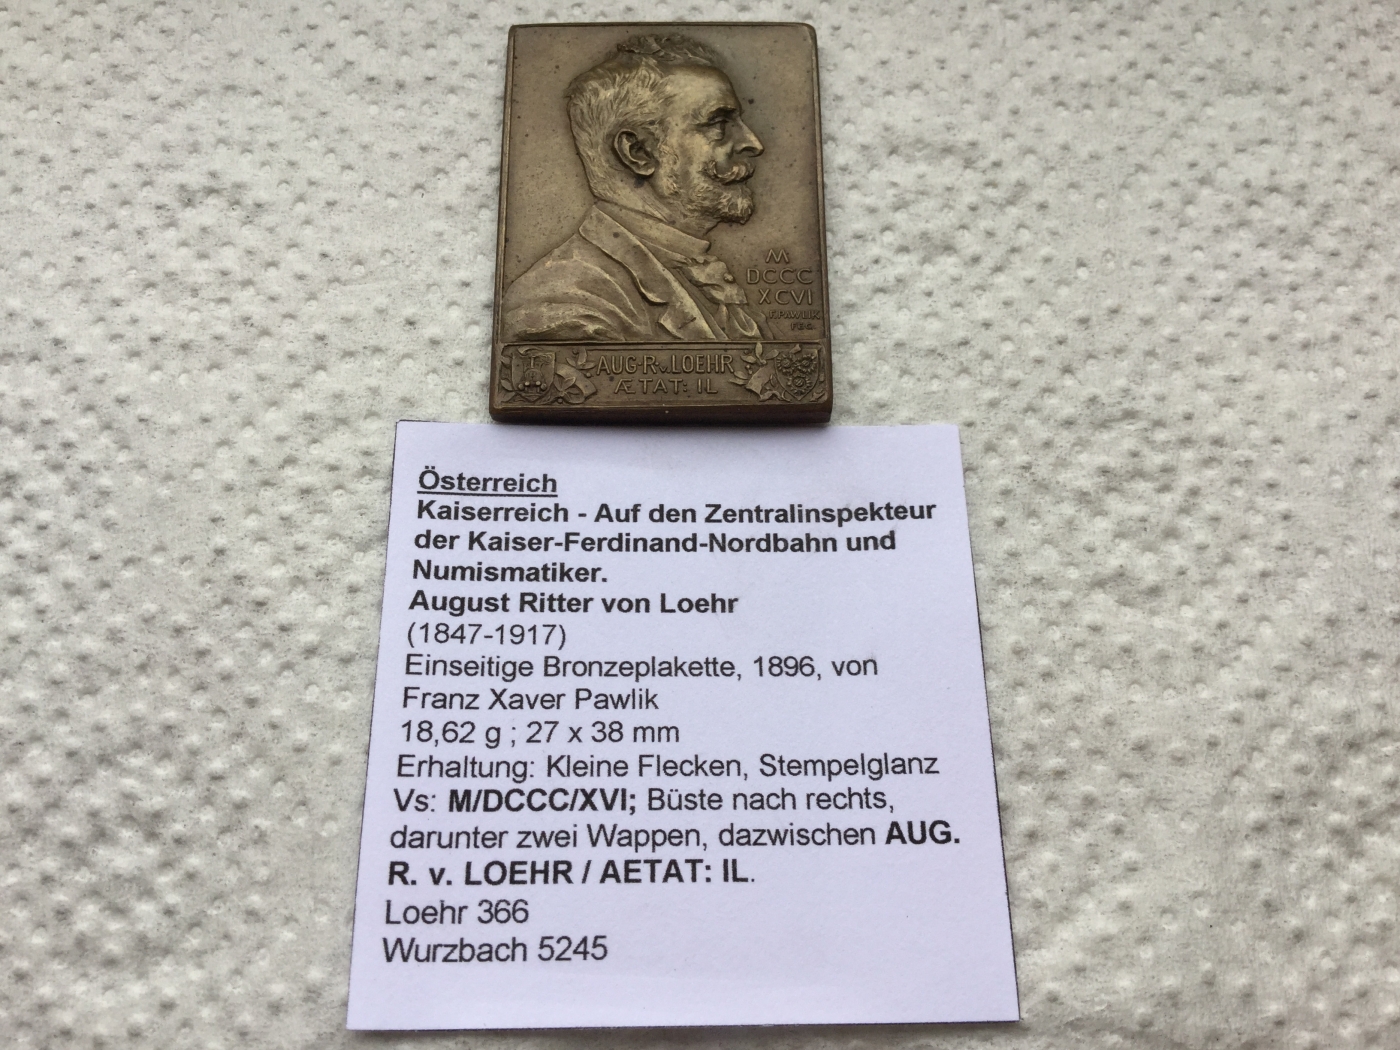 M
DCCC
XCVI
F.PAWLIK
FEC.
AUG·R·v.LOEHR
ÆTAT: IL
Österreich
Kaiserreich - Auf den Zentralinspekteur
der Kaiser-Ferdinand-Nordbahn und
Numismatiker.
August Ritter von Loehr
(1847-1917)
Einseitige Bronzeplakette, 1896, von
Franz Xaver Pawlik
18,62 g ; 27 x 38 mm
Erhaltung: Kleine Flecken, Stempelglanz
Vs: M/DCCC/XVI; Büste nach rechts,
darunter zwei Wappen, dazwischen AUG.
R. v. LOEHR / AETAT: IL.
Loehr 366
Wurzbach 5245